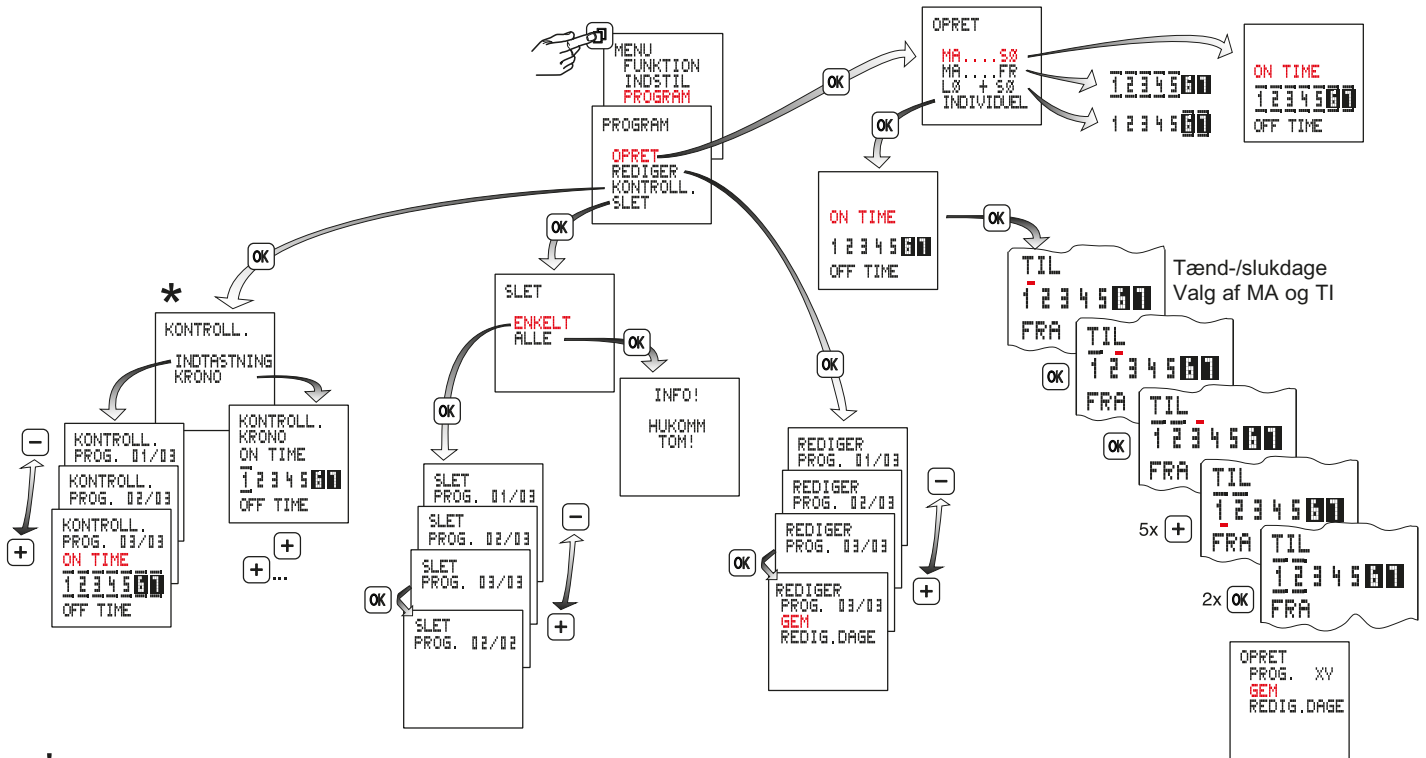 MENU
FUNKTION
INDSTIL
PROGRAM
PROGRAM
OPRET
REDIGER
KONTROLL.
SLET
OK
OPRET
MA....SØ
MA....FR
LØ + SØ
INDIVIDUEL
1 2 3 4 5 6 7
1 2 3 4 5 6 7
ON TIME
1 2 3 4 5 6 7
OFF TIME
OK
ON TIME
1 2 3 4 5 6 7
OFF TIME
OK
TIL
1 2 3 4 5 6 7
FRA
Tænd-/slukdage
Valg af MA og TI
OK
TIL
1 2 3 4 5 6 7
FRA
OK
TIL
1 2 3 4 5 6 7
FRA
5x +
TIL
1 2 3 4 5 6 7
FRA
2x OK
TIL
1 2 3 4 5 6 7
FRA
OPRET
PROG. XY
GEM
REDIG.DAGE
OK
*
KONTROLL.
INDTASTNING
KRONO
−
+
KONTROLL.
PROG. 01/03
KONTROLL.
PROG. 02/03
KONTROLL.
PROG. 03/03
ON TIME
1 2 3 4 5 6 7
OFF TIME
KONTROLL.
KRONO
ON TIME
1 2 3 4 5 6 7
OFF TIME
+
+...
OK
SLET
ENKELT
ALLE
OK
INFO!
HUKOMM
TOM!
OK
SLET
PROG. 01/03
SLET
PROG. 02/03
SLET
PROG. 03/03
OK
SLET
PROG. 02/02
−
+
OK
REDIGER
PROG. 01/03
REDIGER
PROG. 02/03
REDIGER
PROG. 03/03
OK
REDIGER
PROG. 03/03
GEM
REDIG.DAGE
−
+